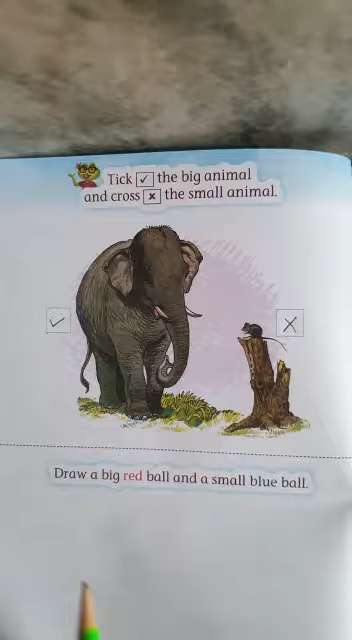 Tick ✓ the big animal
and cross x the small animal.
✓ X
Draw a big red ball and a small blue ball.